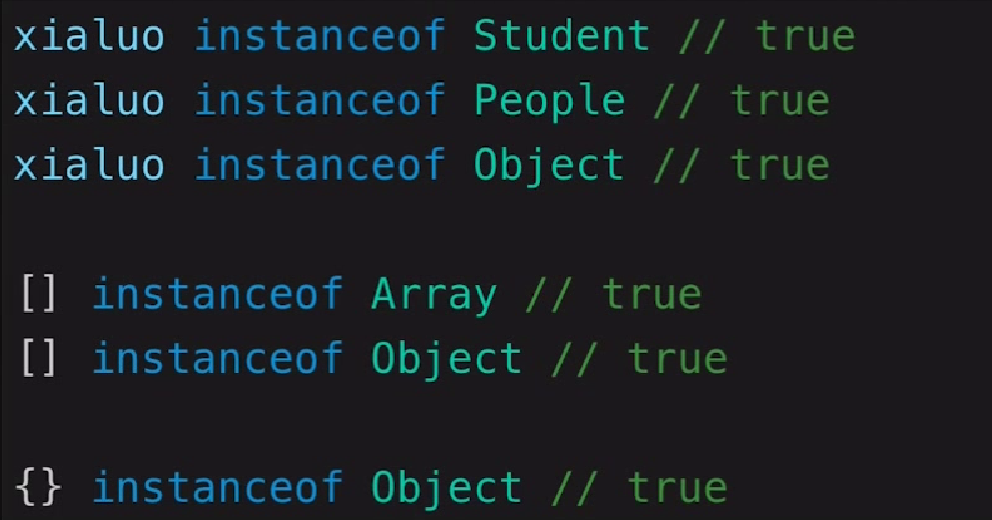 xialuo instanceof Student // true
xialuo instanceof People // true
xialuo instanceof Object // true
[] instanceof Array // true
[] instanceof Object // true
{} instanceof Object // true